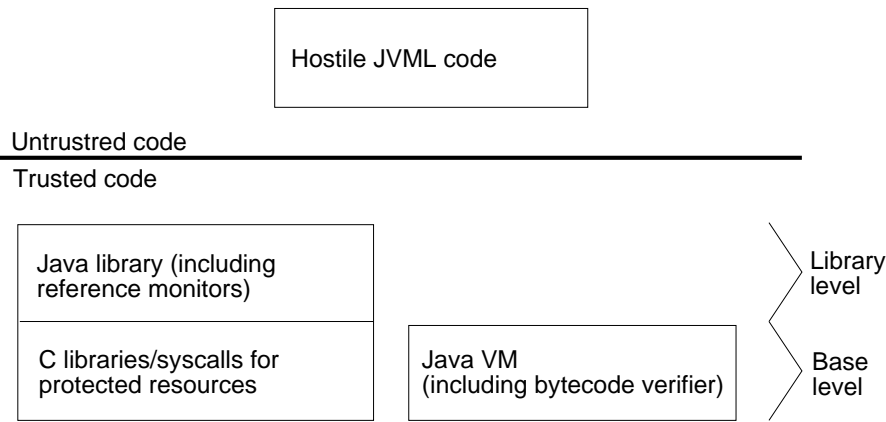 Hostile JVML code
Untrustred code
Trusted code
Java library (including
reference monitors)
Library
level
C libraries/syscalls for
protected resources
Java VM
(including bytecode verifier)
Base
level